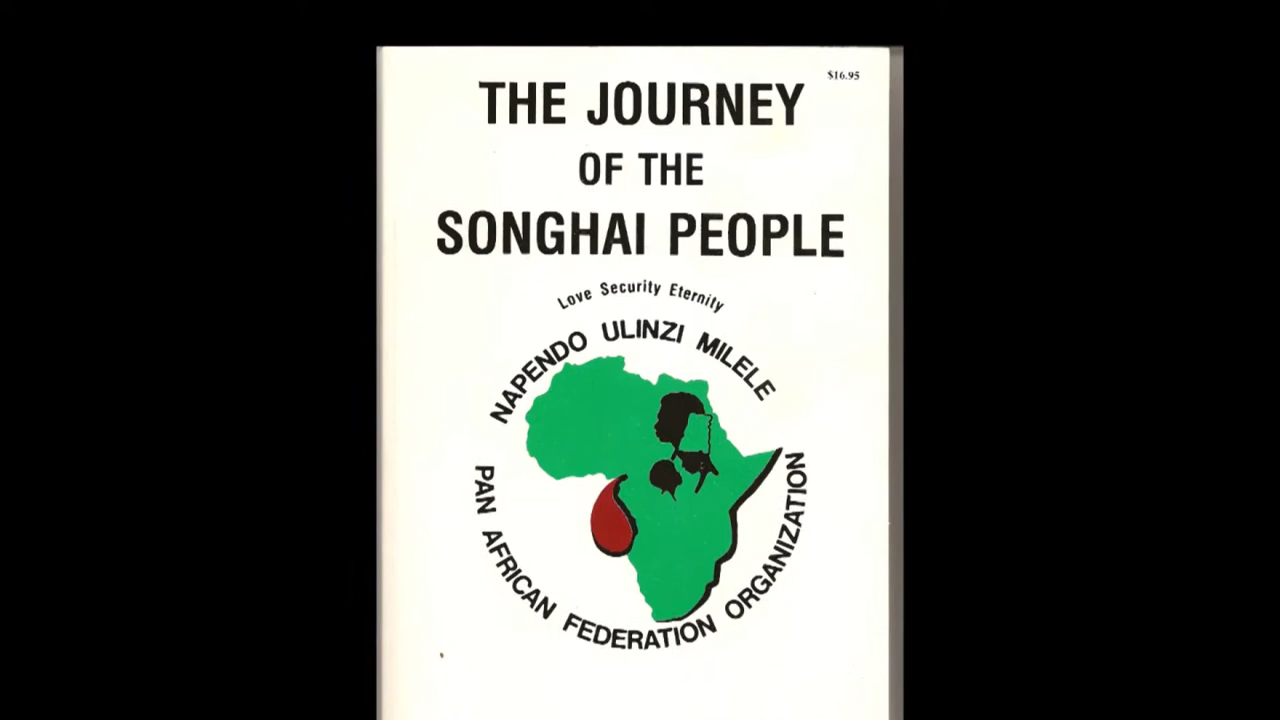 $16.95
THE JOURNEY
OF THE
SONGHAI PEOPLE
Love Security Eternity
NAPENDO ULINZI MILELE
PAN AFRICAN FEDERATION ORGANIZATION